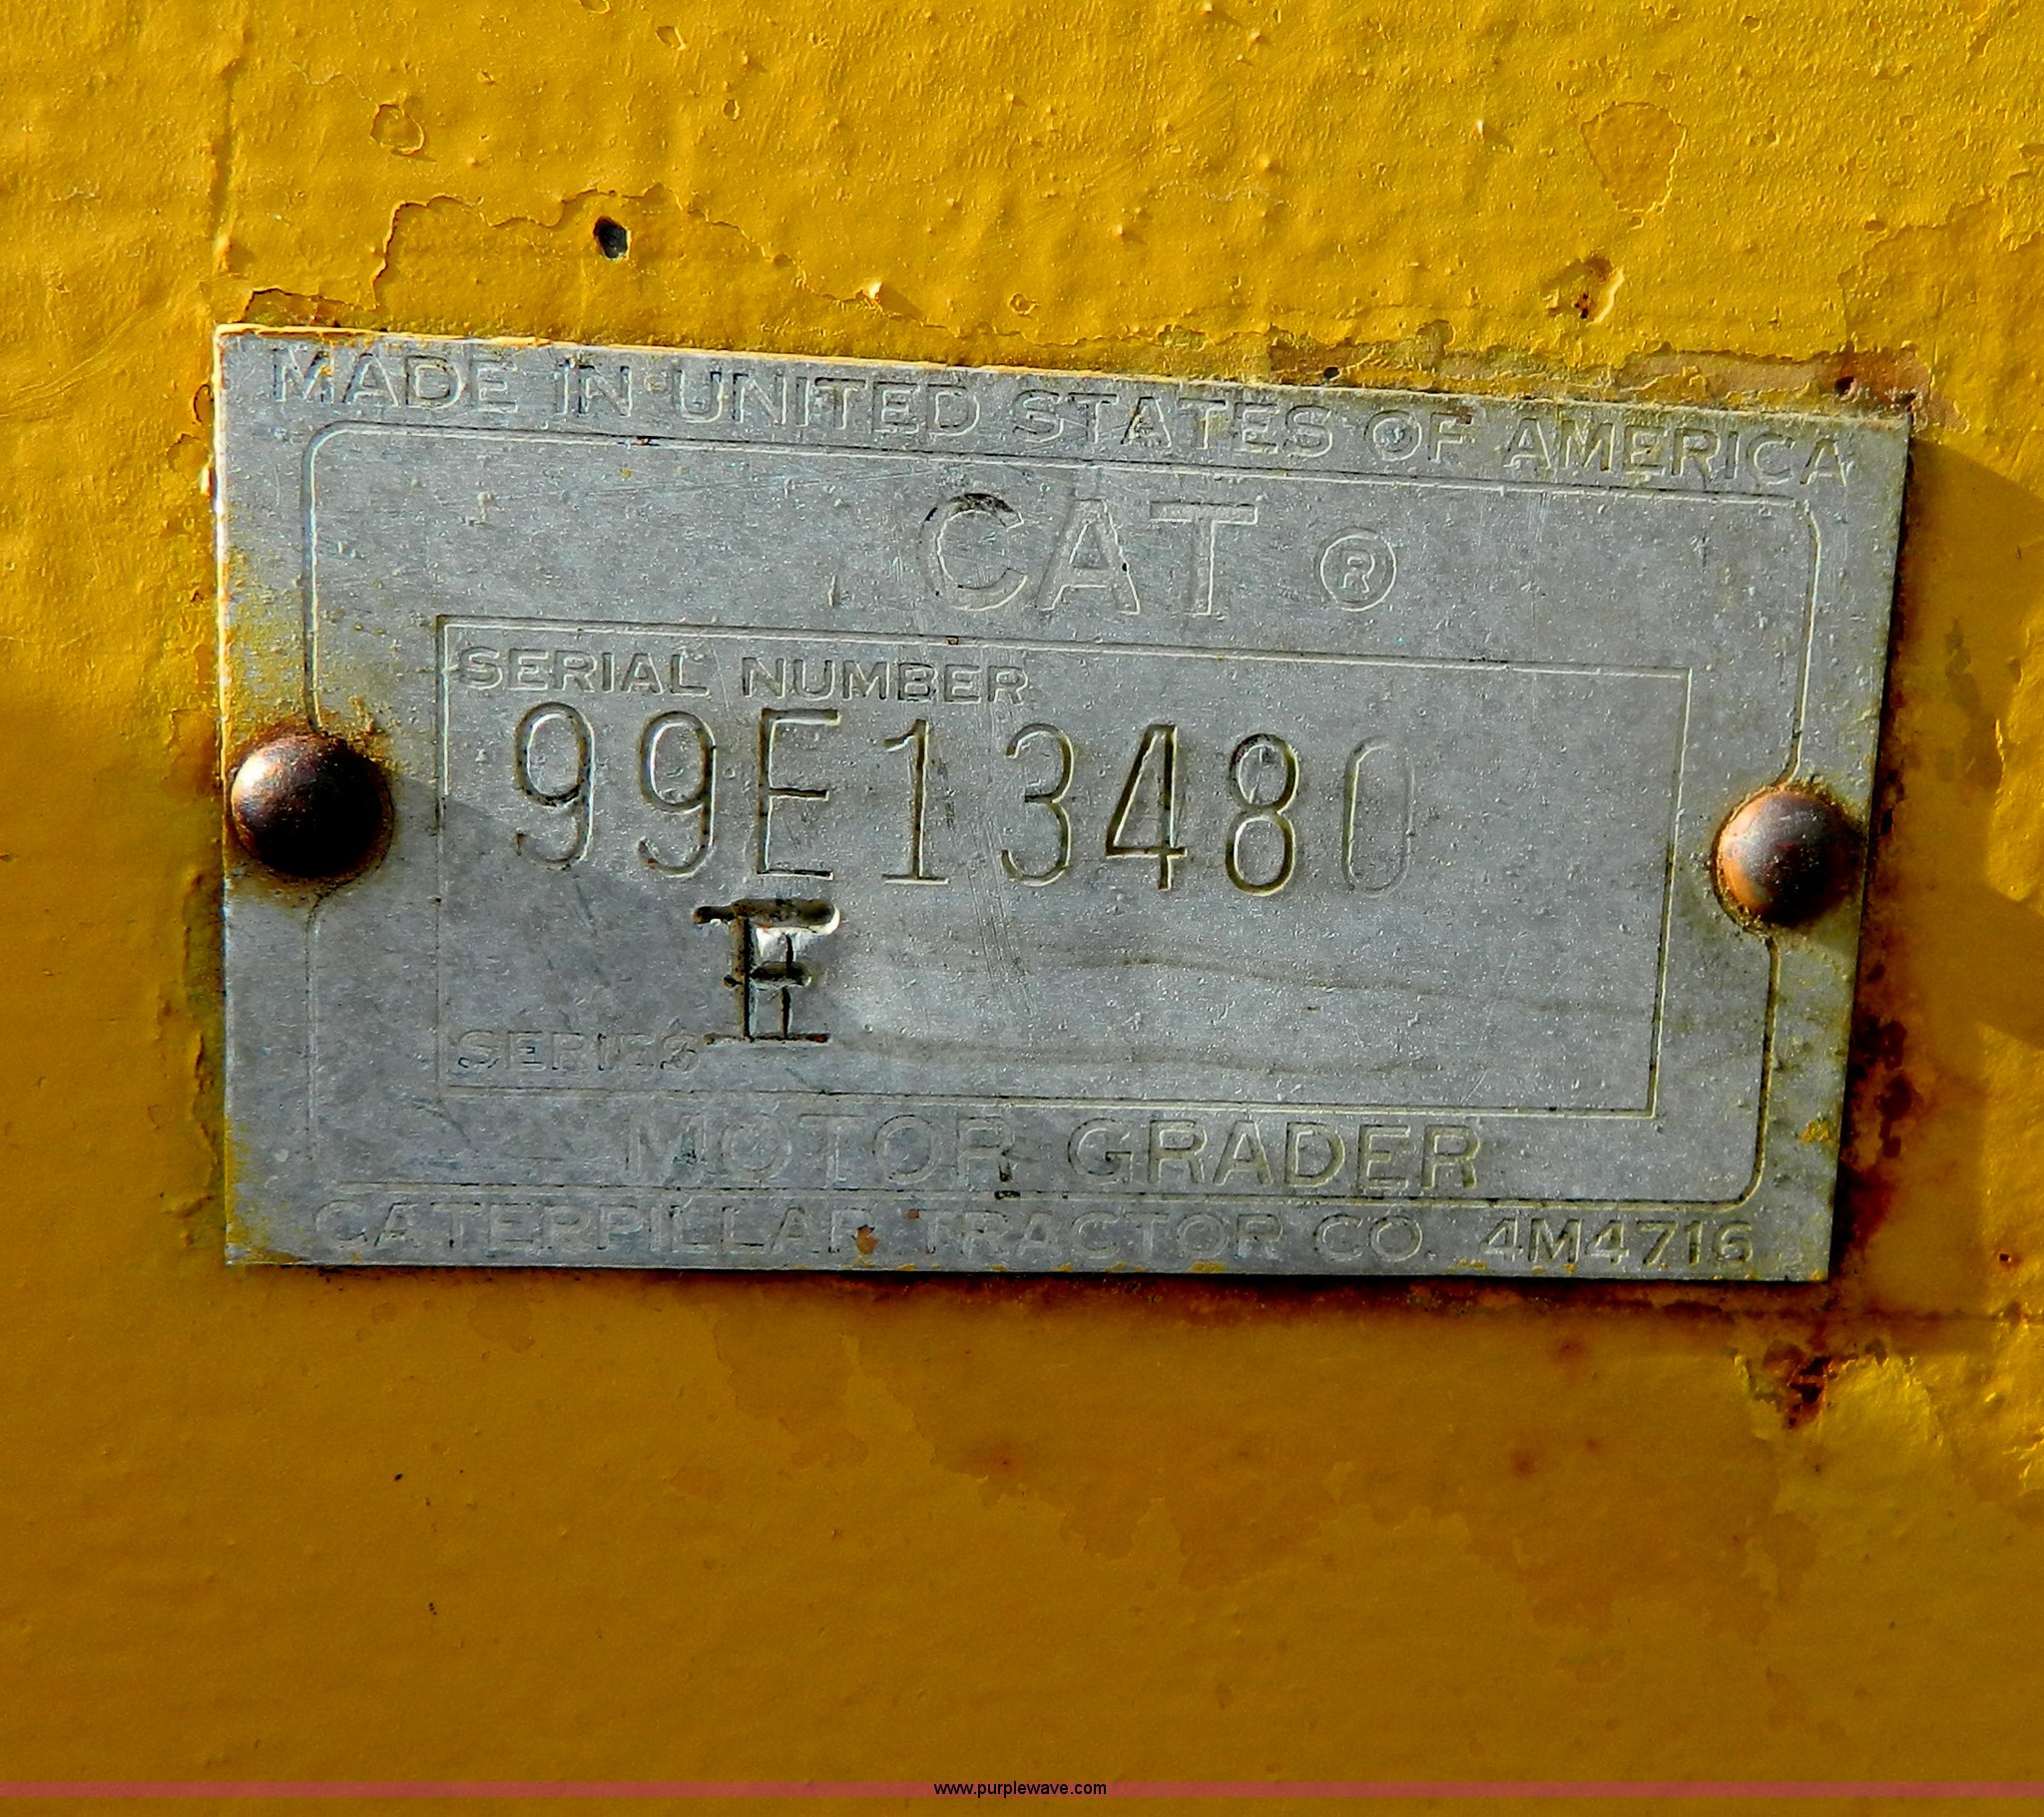 MADE IN UNITED STATES OF AMERICA
CAT ®
SERIAL NUMBER
99E13480
E
SERIES
MOTOR GRADER
CATERPILLAR TRACTOR CO. 4M4716
www.purplewave.com